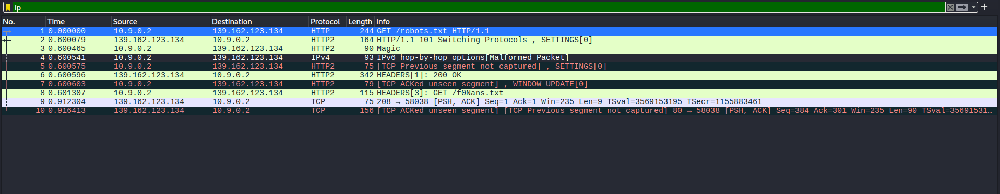 ip
No. Time Source Destination Protocol Length Info
1 0.000000 10.9.0.2 139.162.123.134 HTTP 244 GET /robots.txt HTTP/1.1
2 0.600079 139.162.123.134 10.9.0.2 HTTP2 164 HTTP/1.1 101 Switching Protocols , SETTINGS[0]
3 0.600465 10.9.0.2 139.162.123.134 HTTP2 90 Magic
4 0.600541 10.9.0.2 139.162.123.134 IPv4 93 IPv6 hop-by-hop options[Malformed Packet]
5 0.600575 10.9.0.2 139.162.123.134 HTTP2 75 [TCP Previous segment not captured] , SETTINGS[0]
6 0.600596 139.162.123.134 10.9.0.2 HTTP2 342 HEADERS[1]: 200 OK
7 0.600603 10.9.0.2 139.162.123.134 HTTP2 79 [TCP ACKed unseen segment] , WINDOW_UPDATE[0]
8 0.601307 10.9.0.2 139.162.123.134 HTTP2 115 HEADERS[3]: GET /f0Nans.txt
9 0.912304 139.162.123.134 10.9.0.2 TCP 75 208 → 58038 [PSH, ACK] Seq=1 Ack=1 Win=235 Len=9 TSval=3569153195 TSecr=1155883461
10 0.916413 139.162.123.134 10.9.0.2 TCP 156 [TCP ACKed unseen segment] [TCP Previous segment not captured] 80 → 58038 [PSH, ACK] Seq=384 Ack=301 Win=235 Len=90 TSval=35691531…